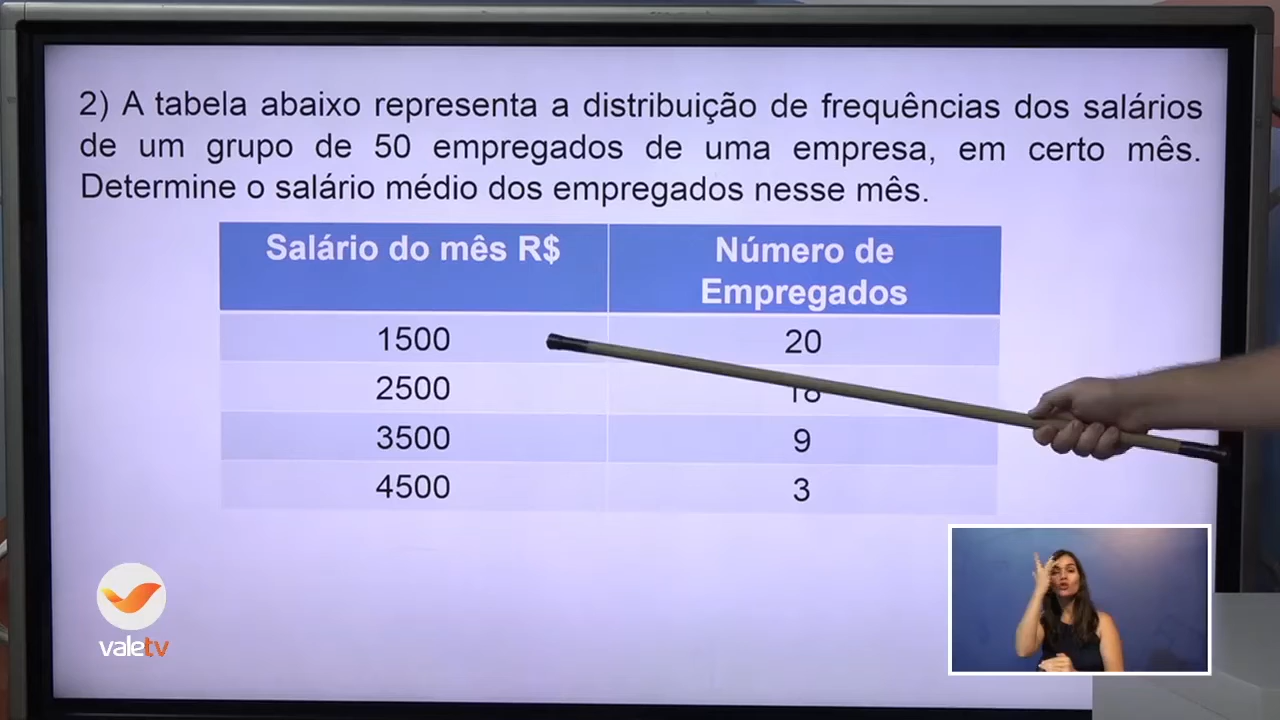 2) A tabela abaixo representa a distribuição de frequências dos salários
de um grupo de 50 empregados de uma empresa, em certo mês.
Determine o salário médio dos empregados nesse mês.
Salário do mês R$ Número de
Empregados
1500 20
2500 18
3500 9
4500 3
valetv